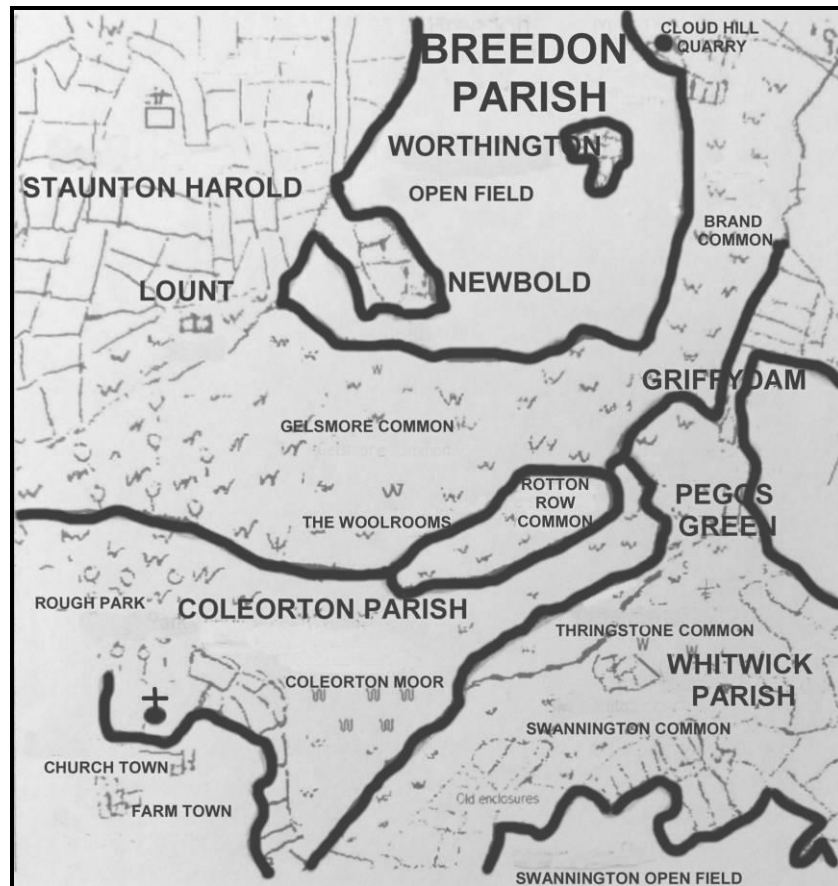 CLOUD HILL
QUARRY
BREEDON
PARISH
WORTHINGTON
STAUNTON HAROLD
OPEN FIELD
BRAND
COMMON
LOUNT
NEWBOLD
GRIFFYDAM
GELSMORE COMMON
ROTTON
ROW
COMMON
PEGGS
GREEN
THE WOOLROOMS
ROUGH PARK
COLEORTON PARISH
THRINGSTONE COMMON
WHITWICK
PARISH
COLEORTON MOOR
SWANNINGTON COMMON
CHURCH TOWN
FARM TOWN
Old enclosures
SWANNINGTON OPEN FIELD